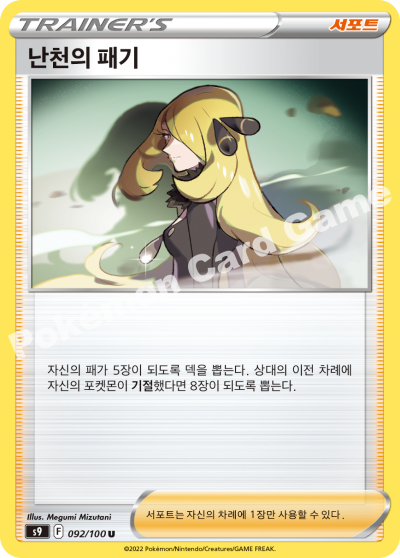 TRAINER'S
서포트
난천의 패기
Pokémon Card Game
자신의 패가 5장이 되도록 덱을 뽑는다. 상대의 이전 차례에
자신의 포켓몬이 기절했다면 8장이 되도록 뽑는다.
Illus. Megumi Mizutani
s9 F 092/100 U
서포트는 자신의 차례에 1장만 사용할 수 있다.
©2022 Pokémon/Nintendo/Creatures/GAME FREAK.